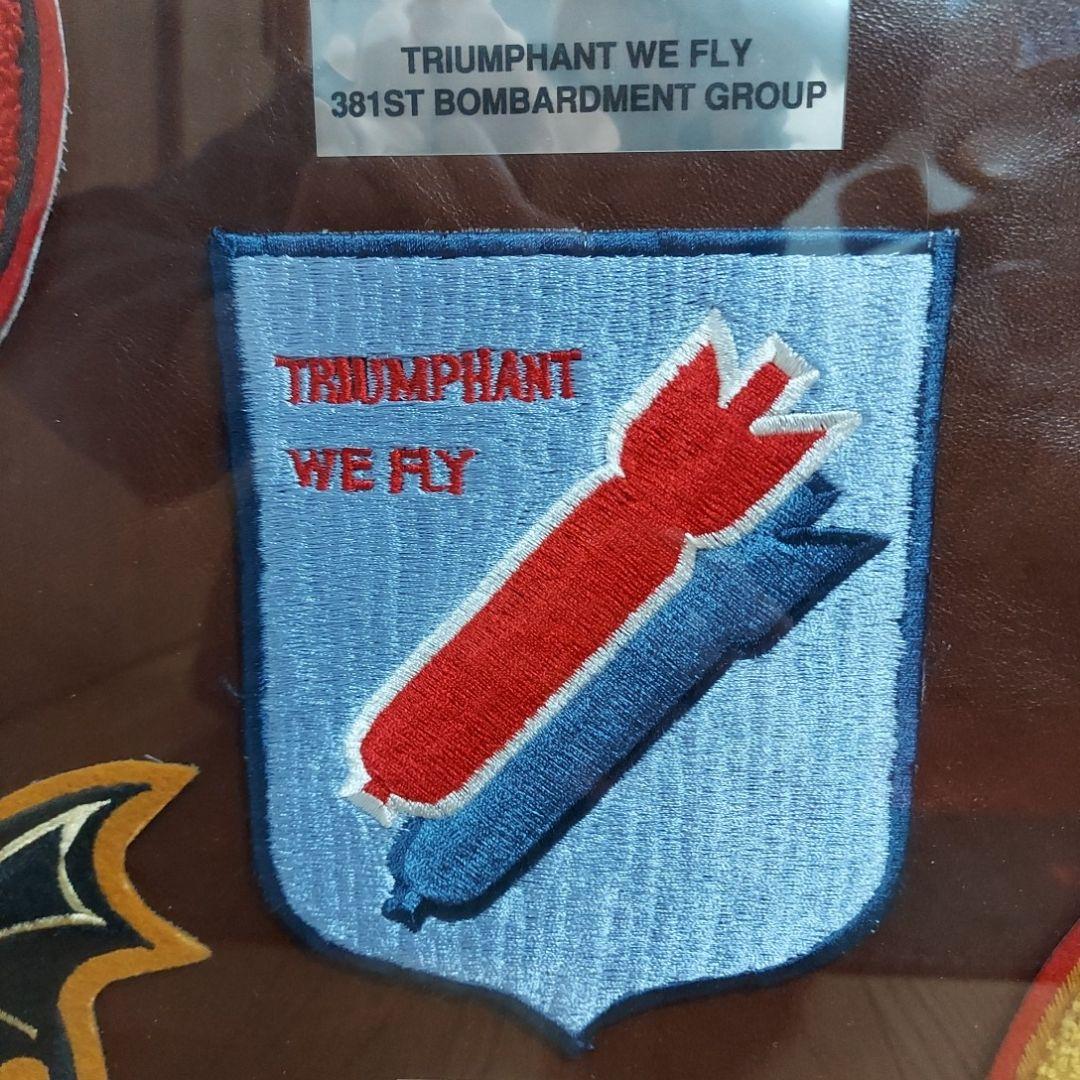 TRIUMPHANT WE FLY
381ST BOMBARDMENT GROUP
TRIUMPHANT
WE FLY